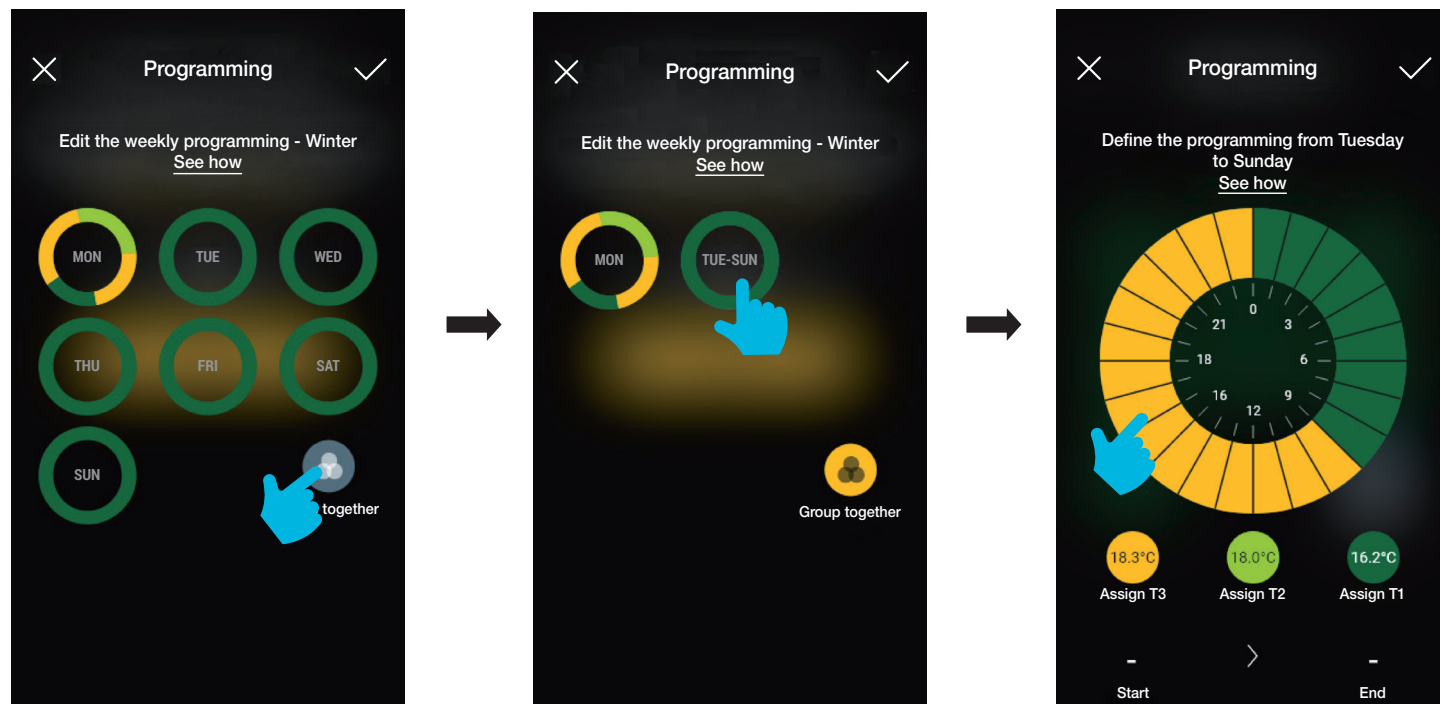 Programming
Edit the weekly programming - Winter
See how
MON
TUE
WED
THU
FRI
SAT
SUN
together
Programming
Edit the weekly programming - Winter
See how
MON
TUE-SUN
Group together
Programming
Define the programming from Tuesday
to Sunday
See how
0
3
6
9
12
16
18
21
18.3°C
18.0°C
16.2°C
Assign T3
Assign T2
Assign T1
-
-
Start
End